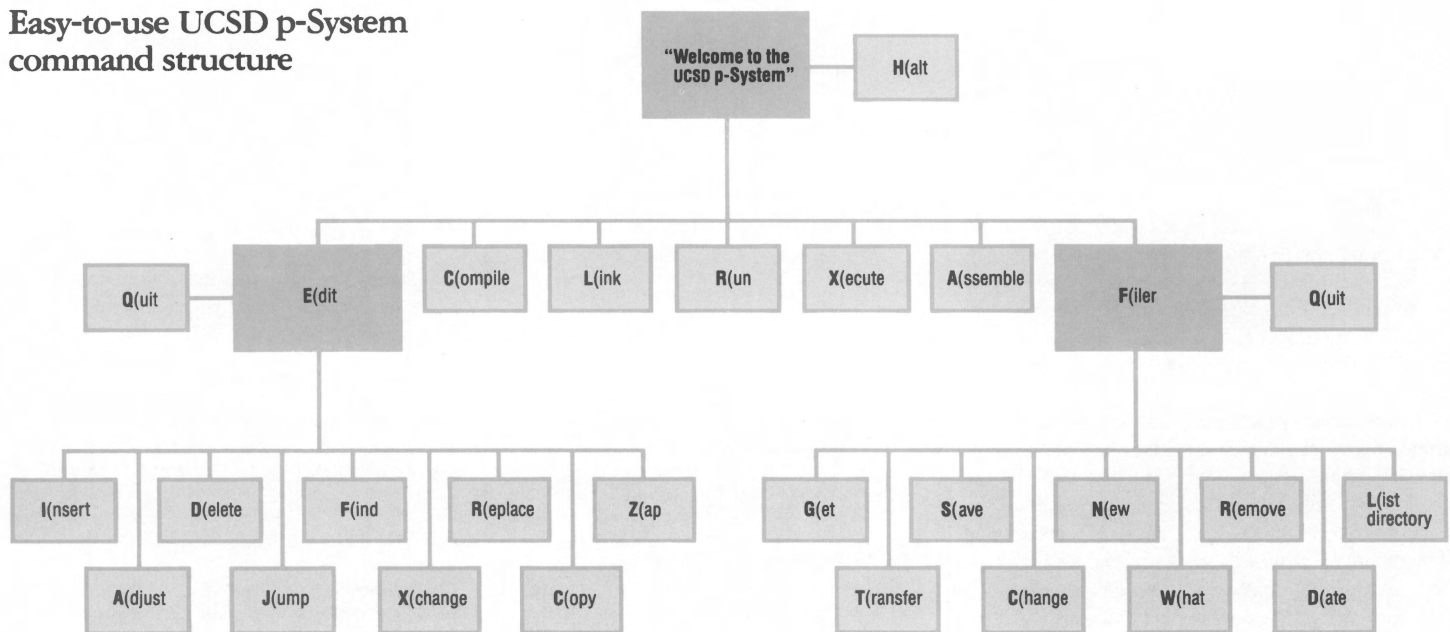 Easy-to-use UCSD p-System
command structure
“Welcome to the
UCSD p-System”
H(alt
Q(uit
E(dit
C(ompile
L(ink
R(un
X(ecute
A(ssemble
F(iler
Q(uit
I(nsert
D(elete
F(ind
R(eplace
Z(ap
A(djust
J(ump
X(change
C(opy
G(et
S(ave
N(ew
R(emove
L(ist
directory
T(ransfer
C(hange
W(hat
D(ate